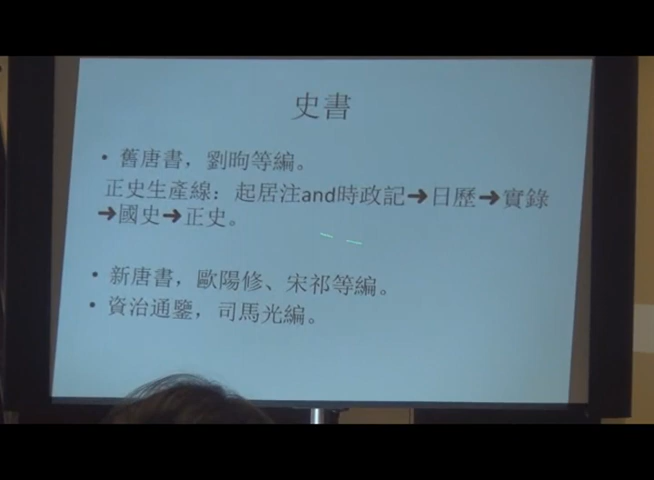 史書
• 舊唐書，劉昫等編。
正史生產線：起居注and時政記➔日歷➔實錄
➔國史➔正史。
• 新唐書，歐陽修、宋祁等編。
• 資治通鑒，司馬光編。